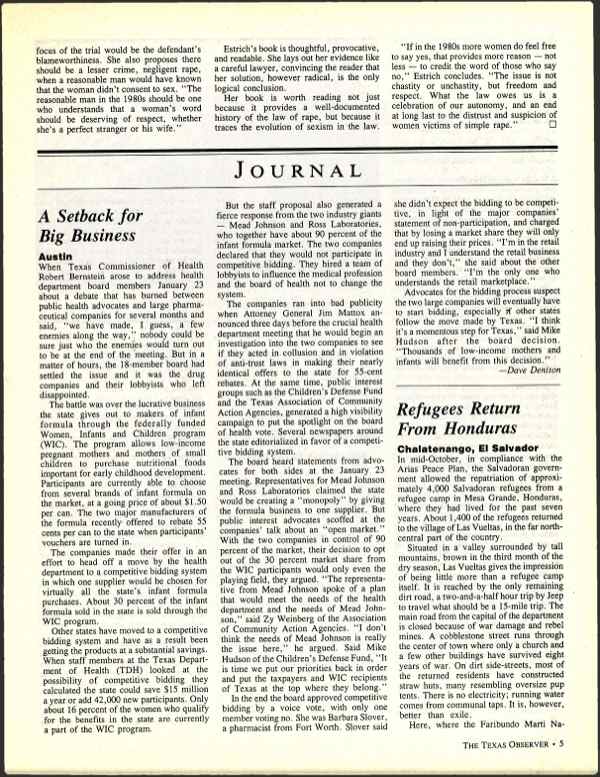 foces of the trial would be the defendant's
blameworthiness. She also proposes there
should be a lesser crime, negligent rape,
when a reasonable man would have known
that the woman didn't consent to sex. "The
reasonable man in the 1980s should be one
who understands that a woman's word
should be deserving of respect, whether
she's a perfect stranger or his wife."
Estrich's book is thoughtful, provocative,
and readable. She lays out her evidence like
a careful lawyer, convincing the reader that
her solution, however radical, is the only
logical conclusion.
Her book is worth reading not just
because it provides a well-documented
history of the law of rape, but because it
traces the evolution of sexism in the law.
"If in the 1980s more women do feel free
to say yes, that provides more reason — not
less — to credit the word of those who say
no," Estrich concludes. "The issue is not
chastity or unchastity, but freedom and
respect. What the law owes us is a
celebration of our autonomy, and an end
at long last to the distrust and suspicion of
women victims of simple rape." □
JOURNAL
A Setback for
Big Business
Austin
When Texas Commissioner of Health
Robert Bernstein arose to address health
department board members January 23
about a debate that has burned between
public health advocates and large pharma-
ceutical companies for several months and
said, "we have made, I guess, a few
enemies along the way," nobody could be
sure just who the enemies would turn out
to be at the end of the meeting. But in a
matter of hours, the 18-member board had
settled the issue and it was the drug
companies and their lobbyists who left
disappointed.
The battle was over the lucrative business
the state gives out to makers of infant
formula through the federally funded
Women, Infants and Children program
(WIC). The program allows low-income
pregnant mothers and mothers of small
children to purchase nutritional foods
important for early childhood development.
Participants are currently able to choose
from several brands of infant formula on
the market, at a going price of about $1.50
per can. The two major manufacturers of
the formula recently offered to rebate 55
cents per can to the state when participants'
vouchers are turned in.
The companies made their offer in an
effort to head off a move by the health
department to a competitive bidding system
in which one supplier would be chosen for
virtually all the state's infant formula
purchases. About 30 percent of the infant
formula sold in the state is sold through the
WIC program.
Other states have moved to a competitive
bidding system and have as a result been
getting the products at a substantial savings.
When staff members at the Texas Depart-
ment of Health (TDH) looked at the
possibility of competitive bidding they
calculated the state could save $15 million
a year or add 42,000 new participants. Only
about 16 percent of the women who qualify
for the benefits in the state are currently
a part of the WIC program.
But the staff proposal also generated a
fierce response from the two industry giants
— Mead Johnson and Ross Laboratories,
who together have about 90 percent of the
infant formula market. The two companies
declared that they would not participate in
competitive bidding. They hired a team of
lobbyists to influence the medical profession
and the board of health not to change the
system.
The companies ran into bad publicity
when Attorney General Jim Mattox an-
nounced three days before the crucial health
department meeting that he would begin an
investigation into the two companies to see
if they acted in collusion and in violation
of anti-trust laws in making their nearly
identical offers to the state for 55-cent
rebates. At the same time, public interest
groups such as the Children's Defense Fund
and the Texas Association of Community
Action Agencies, generated a high visibility
campaign to put the spotlight on the board
of health vote. Several newspapers around
the state editorialized in favor of a competi-
tive bidding system.
The board heard statements from advo-
cates for both sides at the January 23
meeting. Representatives for Mead Johnson
and Ross Laboratories claimed the state
would be creating a "monopoly" by giving
the formula business to one supplier. But
public interest advocates scoffed at the
companies' talk about an "open market."
With the two companies in control of 90
percent of the market, their decision to opt
out of the 30 percent market share from
the WIC participants would only even the
playing field, they argued. "The representa-
tive from Mead Johnson spoke of a plan
that would meet the needs of the health
department and the needs of Mead John-
son," said Zy Weinberg of the Association
of Community Action Agencies. "I don't
think the needs of Mead Johnson is really
the issue here," he argued. Said Mike
Hudson of the Children's Defense Fund, "It
is time we put our priorities back in order
and put the taxpayers and WIC recipients
of Texas at the top where they belong."
In the end the board approved competitive
bidding by a voice vote, with only one
member voting no. She was Barbara Slover,
a pharmacist from Fort Worth. Slover said
she didn't expect the bidding to be competi-
tive, in light of the major companies'
statement of non-participation, and charged
that by losing a market share they will only
end up raising their prices. "I'm in the retail
industry and I understand the retail business
and they don't," she said about the other
board members. "I'm the only one who
understands the retail marketplace."
Advocates for the bidding process suspect
the two large companies will eventually have
to start bidding, especially if other states
follow the move made by Texas. "I think
it's a momentous step for Texas," said Mike
Hudson after the board decision.
"Thousands of low-income mothers and
infants will benefit from this decision."
—Dave Denison
Refugees Return
From Honduras
Chalatenango, El Salvador
In mid-October, in compliance with the
Arias Peace Plan, the Salvadoran govern-
ment allowed the repatriation of approxi-
mately 4,000 Salvadoran refugees from a
refugee camp in Mesa Grande, Honduras,
where they had lived for the past seven
years. About 1,400 of the refugees returned
to the village of Las Vueltas, in the far north-
central part of the country.
Situated in a valley surrounded by tall
mountains, brown in the third month of the
dry season, Las Vueltas gives the impression
of being little more than a refugee camp
itself. It is reached by the only remaining
dirt road, a two-and-a-half hour trip by Jeep
to travel what should be a 15-mile trip. The
main road from the capital of the department
is closed because of war damage and rebel
mines. A cobblestone street runs through
the center of town where only a church and
a few other buildings have survived eight
years of war. On dirt side-streets, most of
the returned residents have constructed
straw huts, many resembling oversize pup
tents. There is no electricity; running water
comes from communal taps. It is, however,
better than exile.
Here, where the Faribundo Marti Na-
THE TEXAS OBSERVER • 5